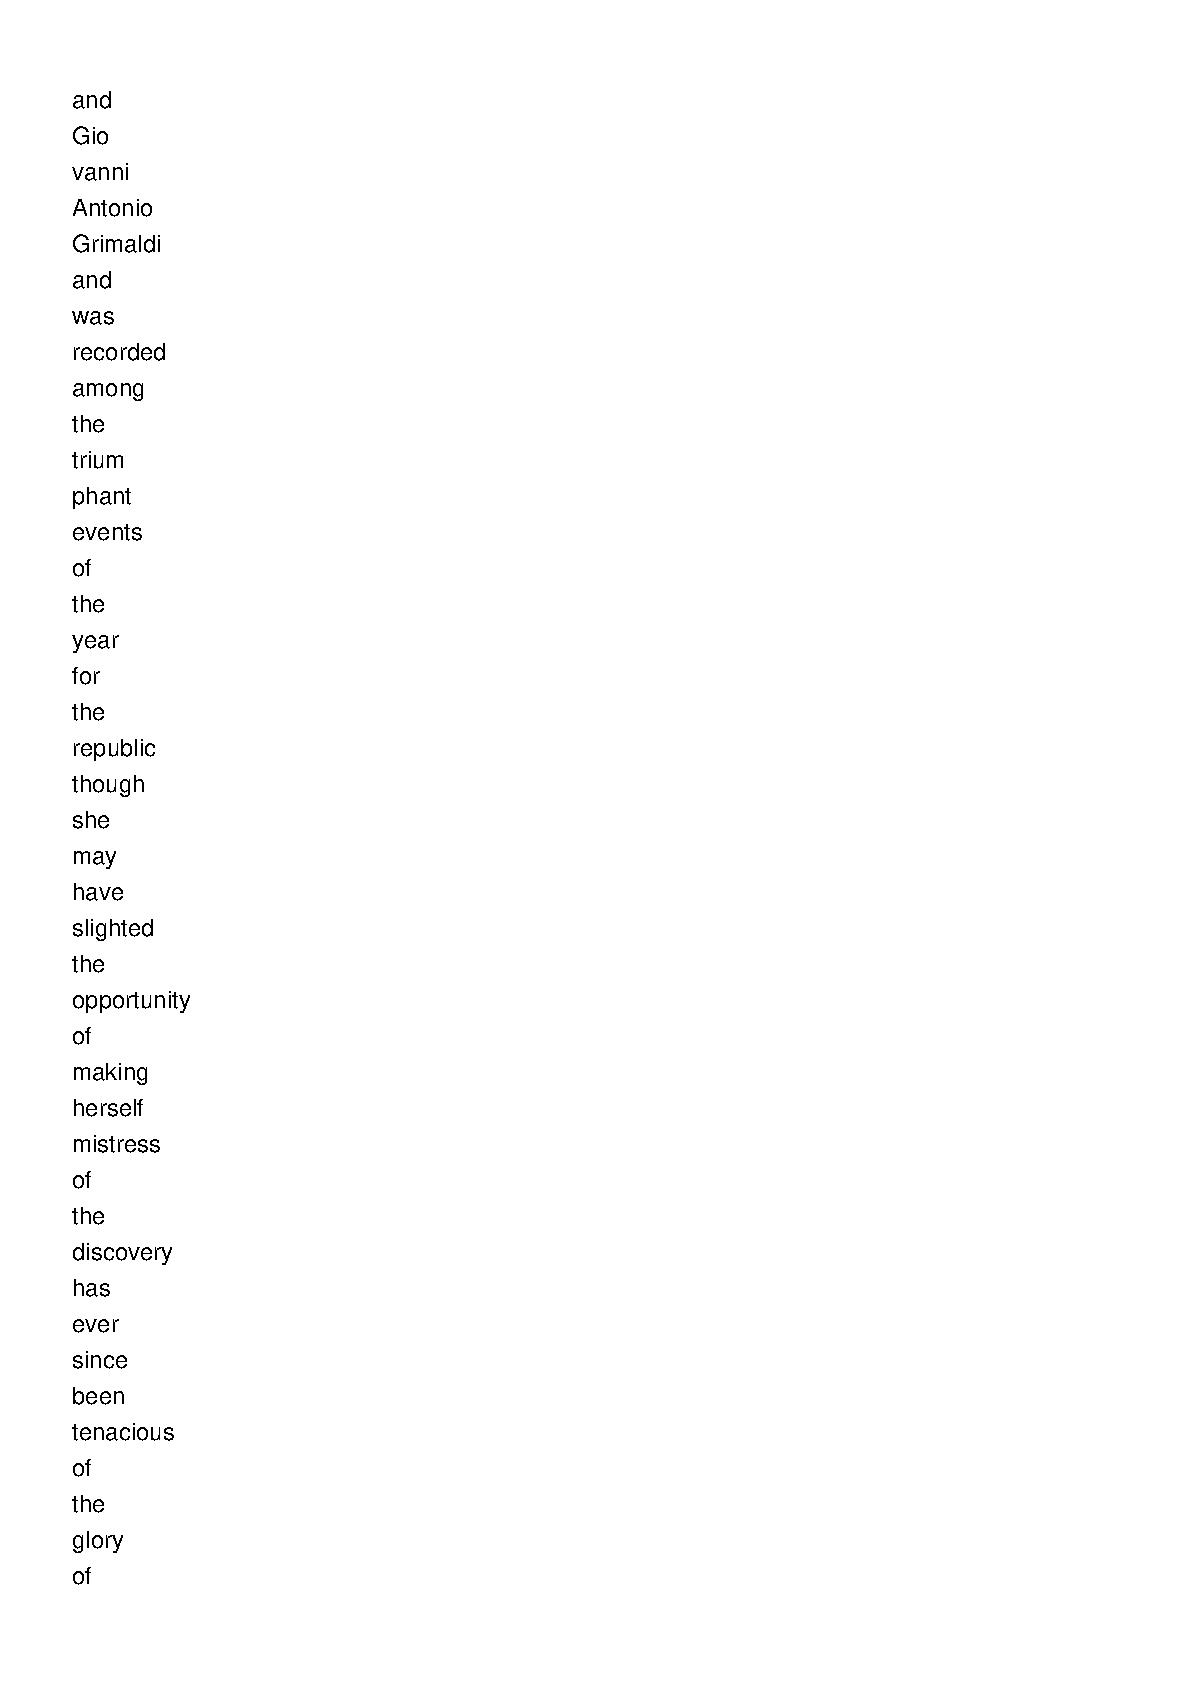 and
Gio
vanni
Antonio
Grimaldi
and
was
recorded
among
the
trium
phant
events
of
the
year
for
the
republic
though
she
may
have
slighted
the
opportunity
of
making
herself
mistress
of
the
discovery
has
ever
since
been
tenacious
of
the
glory
of